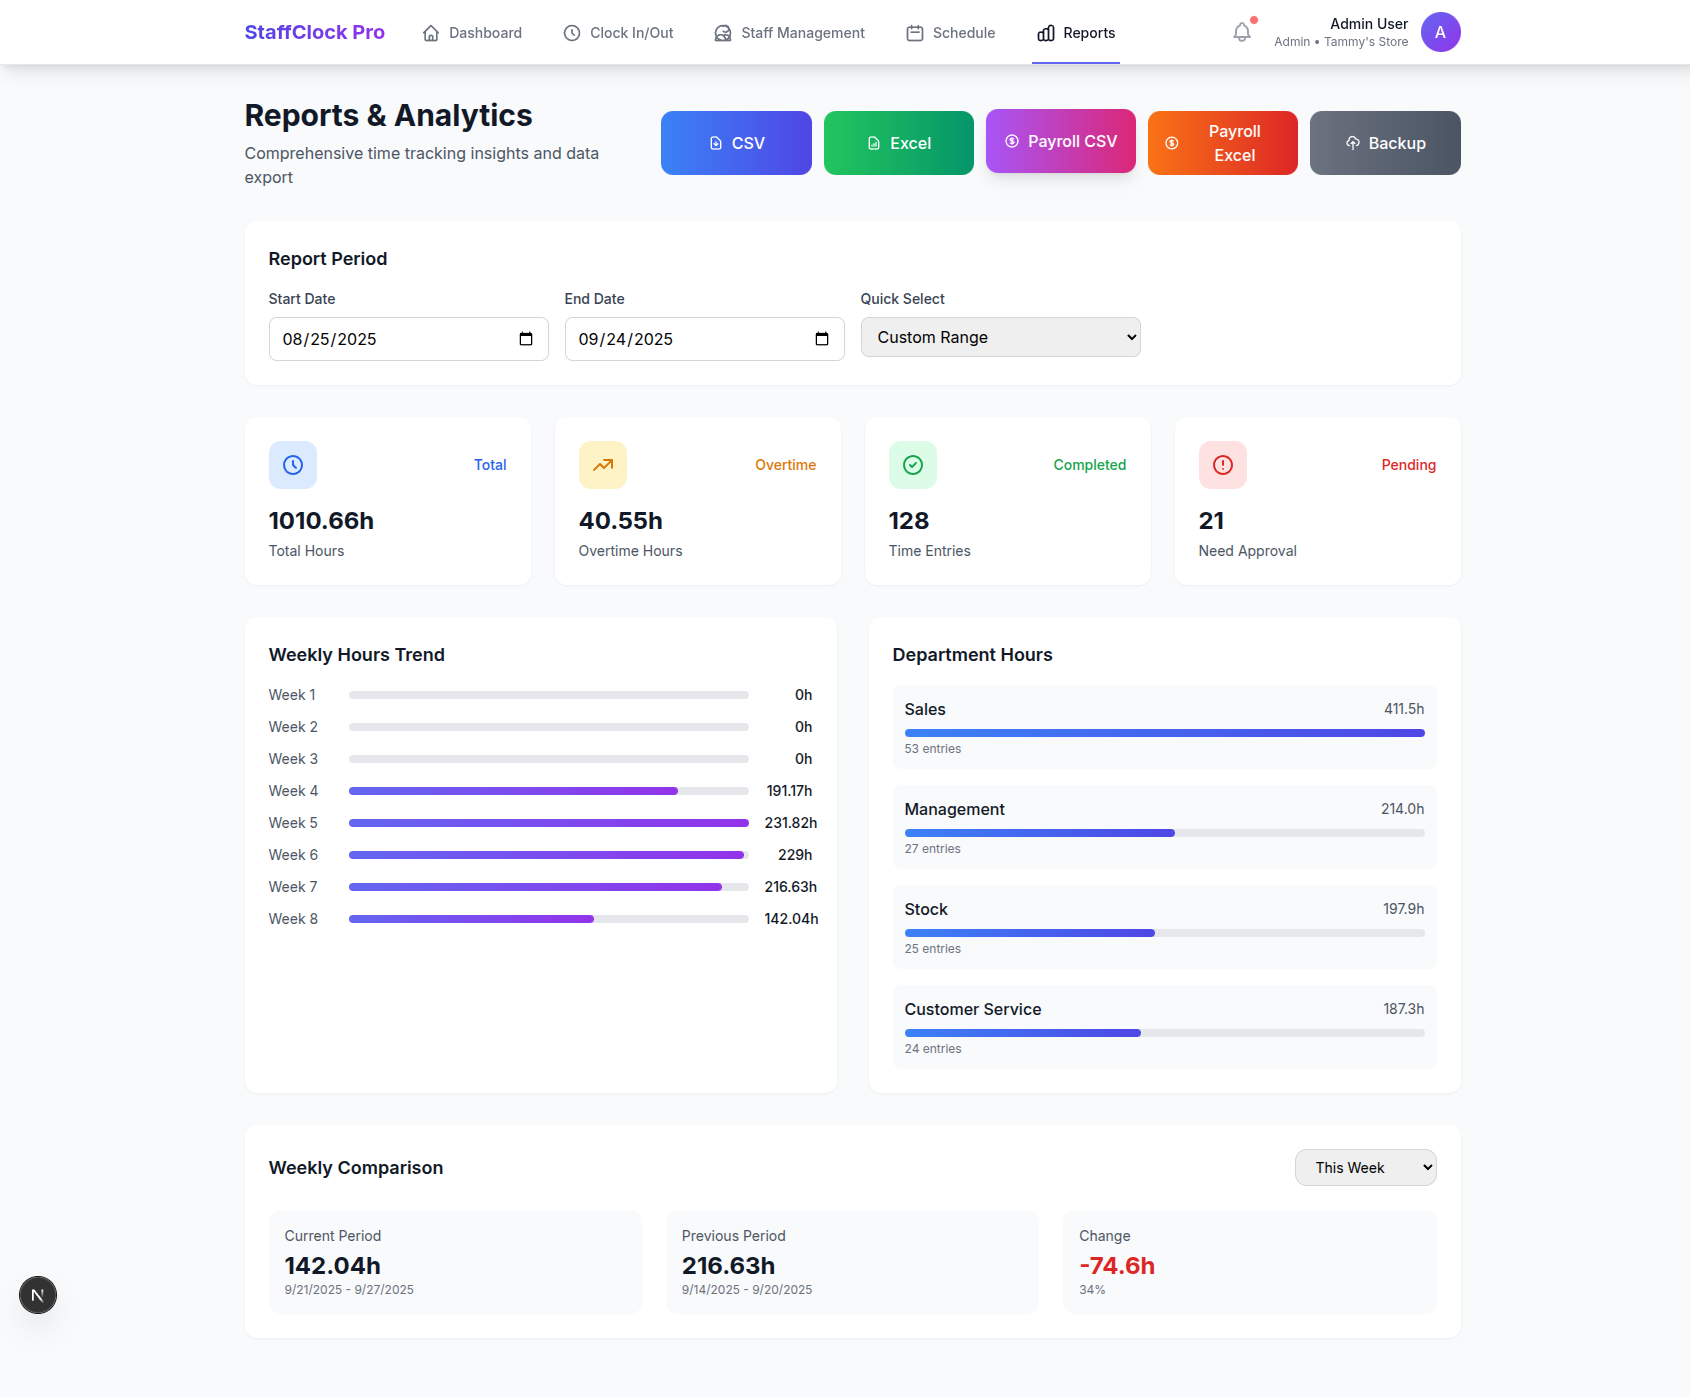 StaffClock Pro
Dashboard
Clock In/Out
Staff Management
Schedule
Reports
Admin User
Admin • Tammy's Store
A
Reports & Analytics
Comprehensive time tracking insights and data
export
CSV
Excel
Payroll CSV
Payroll
Excel
Backup
Report Period
Start Date
End Date
Quick Select
08/25/2025
09/24/2025
Custom Range
Total
1010.66h
Total Hours
Overtime
40.55h
Overtime Hours
Completed
128
Time Entries
Pending
21
Need Approval
Weekly Hours Trend
Week 1 0h
Week 2 0h
Week 3 0h
Week 4 191.17h
Week 5 231.82h
Week 6 229h
Week 7 216.63h
Week 8 142.04h
Department Hours
Sales 411.5h
53 entries
Management 214.0h
27 entries
Stock 197.9h
25 entries
Customer Service 187.3h
24 entries
Weekly Comparison
This Week
Current Period
142.04h
9/21/2025 - 9/27/2025
Previous Period
216.63h
9/14/2025 - 9/20/2025
Change
-74.6h
34%
N